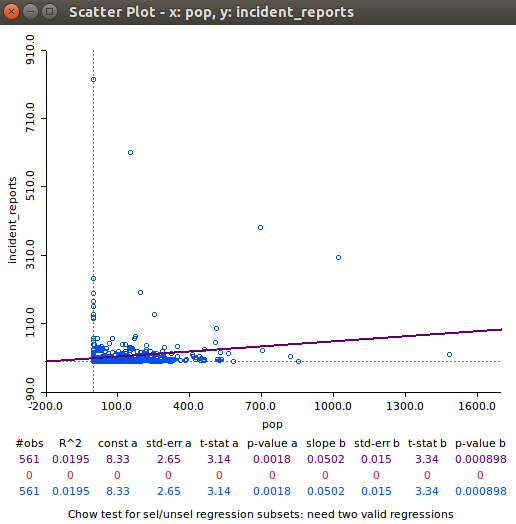 Scatter Plot - x: pop, y: incident_reports
910.0
710.0
510.0
310.0
110.0
-90.0
incident_reports
-200.0 100.0 400.0 700.0 1000.0 1300.0 1600.0
pop
#obs R^2 const a std-err a t-stat a p-value a slope b std-err b t-stat b p-value b
561 0.0195 8.33 2.65 3.14 0.0018 0.0502 0.015 3.34 0.000898
0 0 0 0 0 0 0 0 0 0
561 0.0195 8.33 2.65 3.14 0.0018 0.0502 0.015 3.34 0.000898
Chow test for sel/unsel regression subsets: need two valid regressions